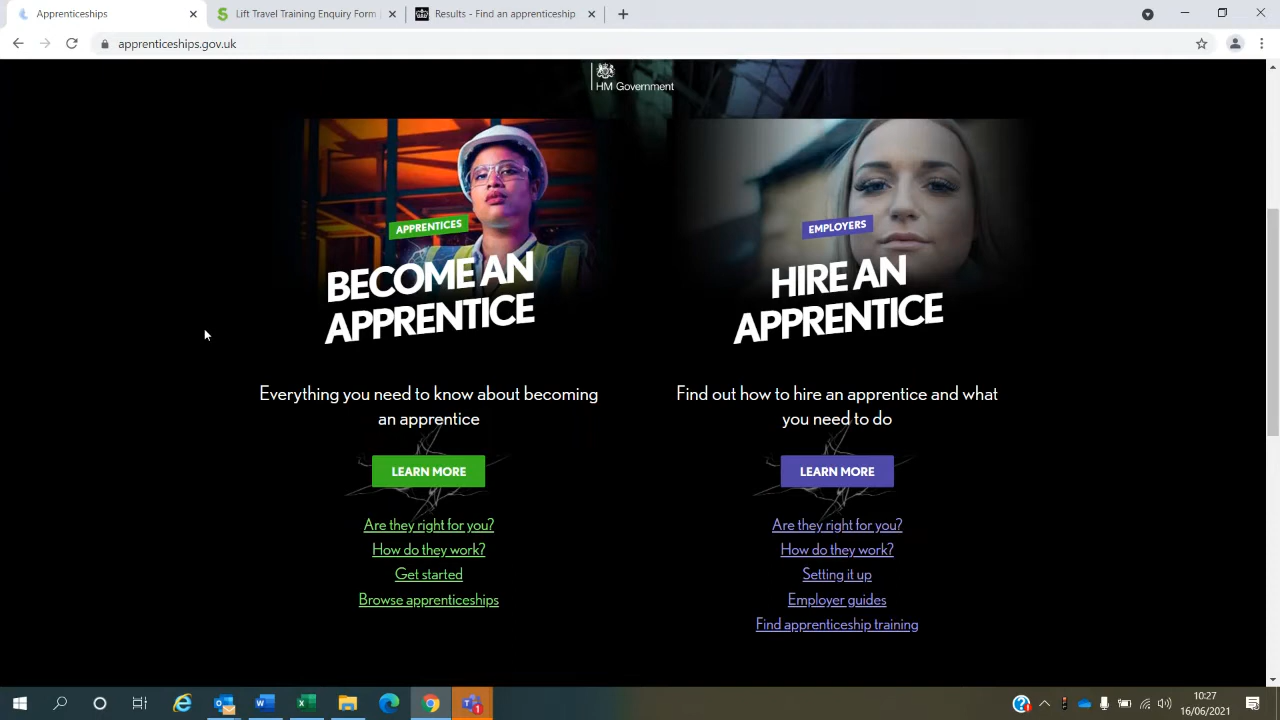 Apprenticeships
Lift Travel Training Enquiry Form
Results - Find an apprenticeship
apprenticeships.gov.uk
HM Government
APPRENTICES
BECOME AN
APPRENTICE
Everything you need to know about becoming
an apprentice
LEARN MORE
Are they right for you?
How do they work?
Get started
Browse apprenticeships
EMPLOYERS
HIRE AN
APPRENTICE
Find out how to hire an apprentice and what
you need to do
LEARN MORE
Are they right for you?
How do they work?
Setting it up
Employer guides
Find apprenticeship training
10:27
16/06/2021